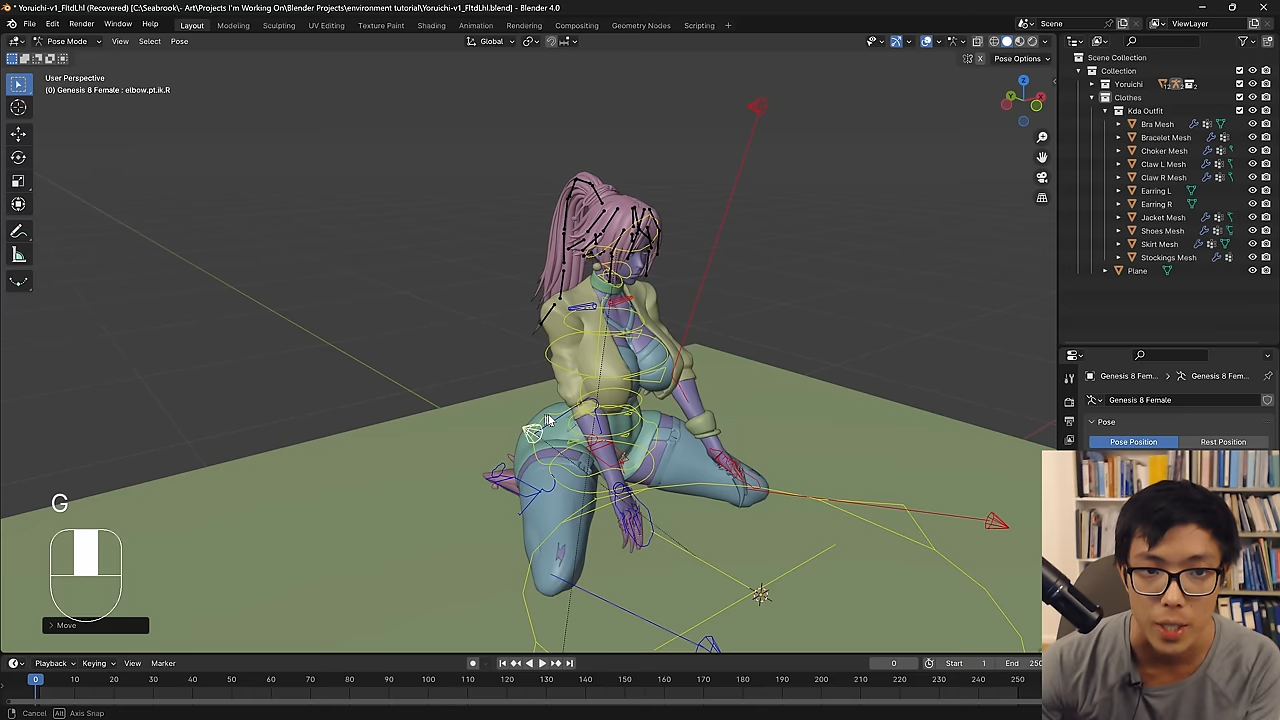 * Yoruichi-v1_FltdLhl (Recovered) [C:\Seabrook\- Art\Projects I'm Working On\Blender Projects\environment tutorial\Yoruichi-v1_FltdLhl.blend] - Blender 4.0
File Edit Render Window Help Layout Modeling Sculpting UV Editing Texture Paint Shading Animation Rendering Compositing Geometry Nodes Scripting + Scene ViewLayer
Pose Mode View Select Pose Global
X Pose Options
User Perspective
(0) Genesis 8 Female : elbow.pt.ik.R
Z
Y X
Scene Collection
Collection
Yoruichi
Clothes
Kda Outfit
Bra Mesh
Bracelet Mesh
Choker Mesh
Claw L Mesh
Claw R Mesh
Earring L
Earring R
Jacket Mesh
Shoes Mesh
Skirt Mesh
Stockings Mesh
Plane
Genesis 8 Fem... > Genesis 8 Fem...
Genesis 8 Female
Pose
Pose Position Rest Position
G
> Move
Playback Keying View Marker 0 Start 1 End 250
0 10 20 30 40 50 60 70 80 90 100 110 120 130 140 150 160 170 180 190 200 210 220 230 240 250
Cancel Alt Axis Snap